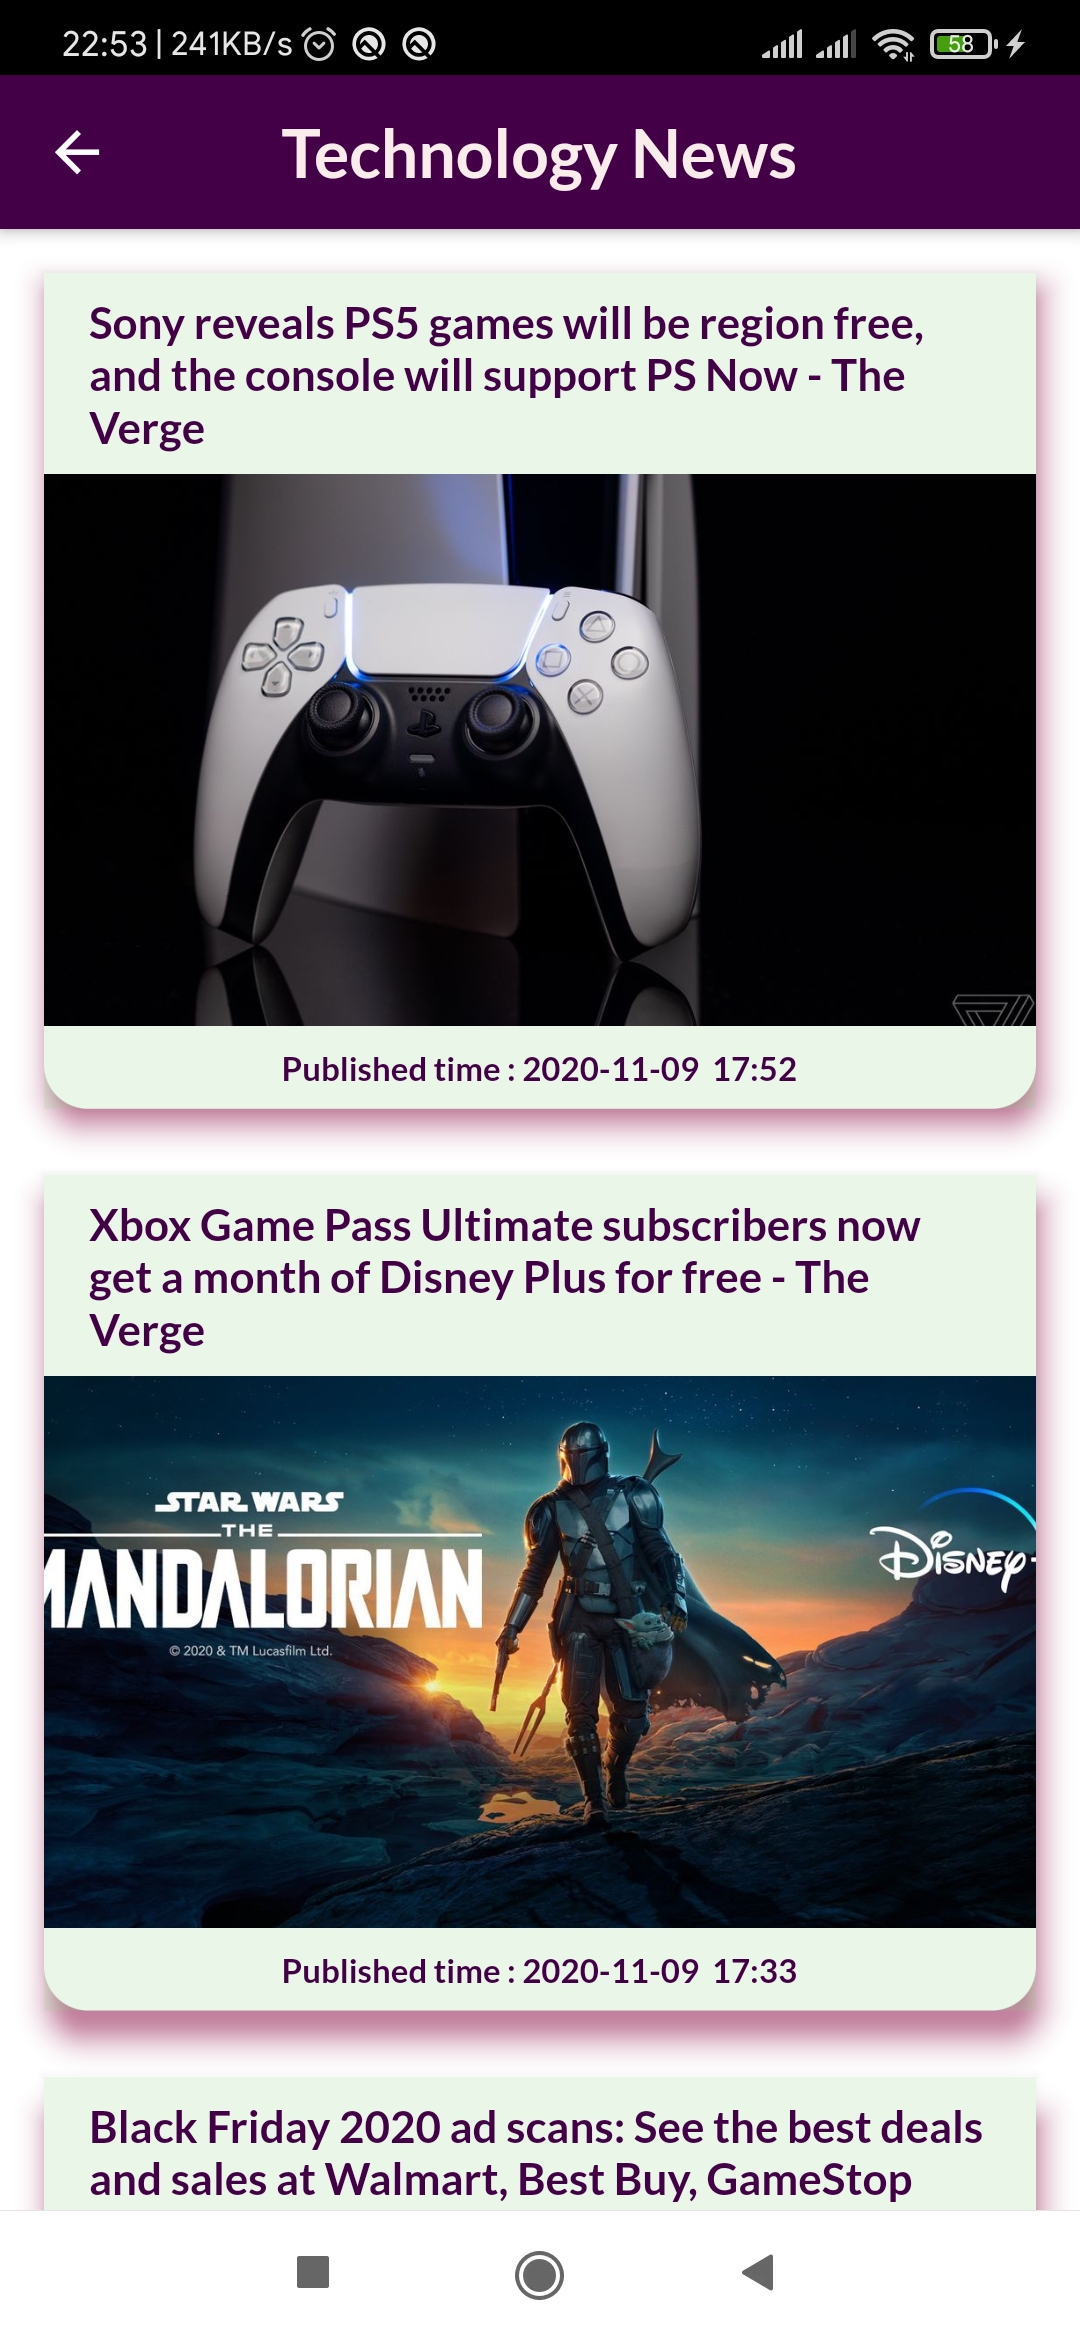 22:53 | 241KB/s
58
Technology News
Sony reveals PS5 games will be region free,
and the console will support PS Now - The
Verge
Published time : 2020-11-09 17:52
Xbox Game Pass Ultimate subscribers now
get a month of Disney Plus for free - The
Verge
STAR WARS
THE
MANDALORIAN
© 2020 & TM Lucasfilm Ltd.
Disney+
Published time : 2020-11-09 17:33
Black Friday 2020 ad scans: See the best deals
and sales at Walmart, Best Buy, GameStop